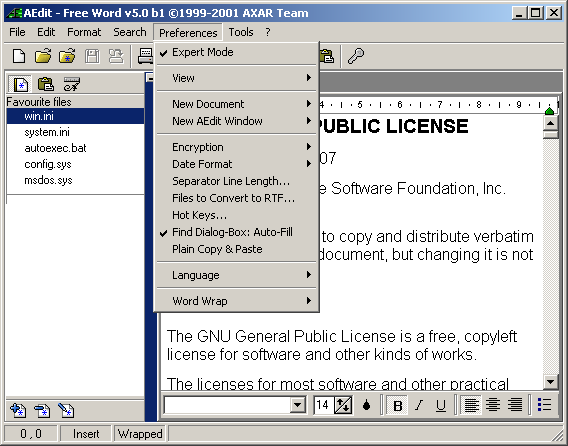 AEdit - Free Word v5.0 b1 ©1999-2001 AXAR Team
File Edit Format Search Preferences Tools ?
Expert Mode
View
New Document
New AEdit Window
Encryption
Date Format
Separator Line Length...
Files to Convert to RTF...
Hot Keys...
Find Dialog-Box: Auto-Fill
Plain Copy & Paste
Language
Word Wrap
Favourite files
win.ini
system.ini
autoexec.bat
config.sys
msdos.sys
4 5 6 7 8 9
PUBLIC LICENSE
07
e Software Foundation, Inc.
to copy and distribute verbatim
document, but changing it is not
The GNU General Public License is a free, copyleft
license for software and other kinds of works.
The licenses for most software and other practical
14 B I U
0 , 0 Insert Wrapped